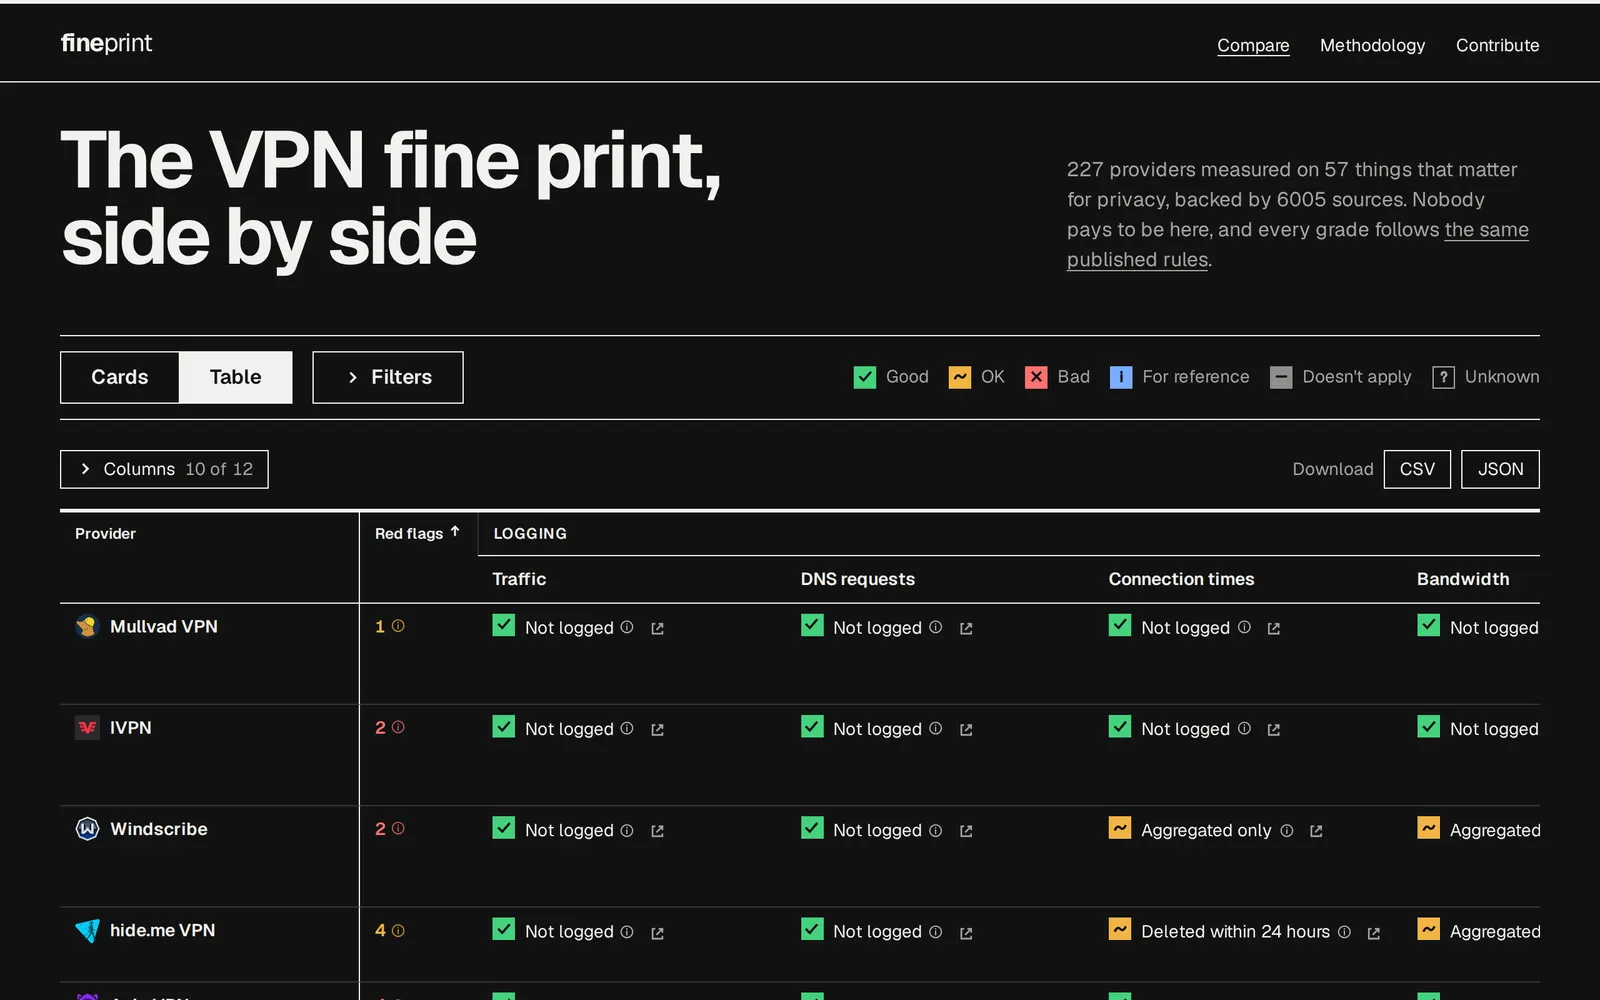 fineprint
Compare Methodology Contribute
The VPN fine print,
side by side
227 providers measured on 57 things that matter
for privacy, backed by 6005 sources. Nobody
pays to be here, and every grade follows the same
published rules.
Cards Table Filters
Good OK Bad For reference Doesn't apply ? Unknown
Columns 10 of 12
Download CSV JSON
Provider Red flags ↑ LOGGING
Traffic DNS requests Connection times Bandwidth
Mullvad VPN 1 Not logged Not logged Not logged Not logged
IVPN 2 Not logged Not logged Not logged Not logged
Windscribe 2 Not logged Not logged Aggregated only Aggregated
hide.me VPN 4 Not logged Not logged Deleted within 24 hours Aggregated